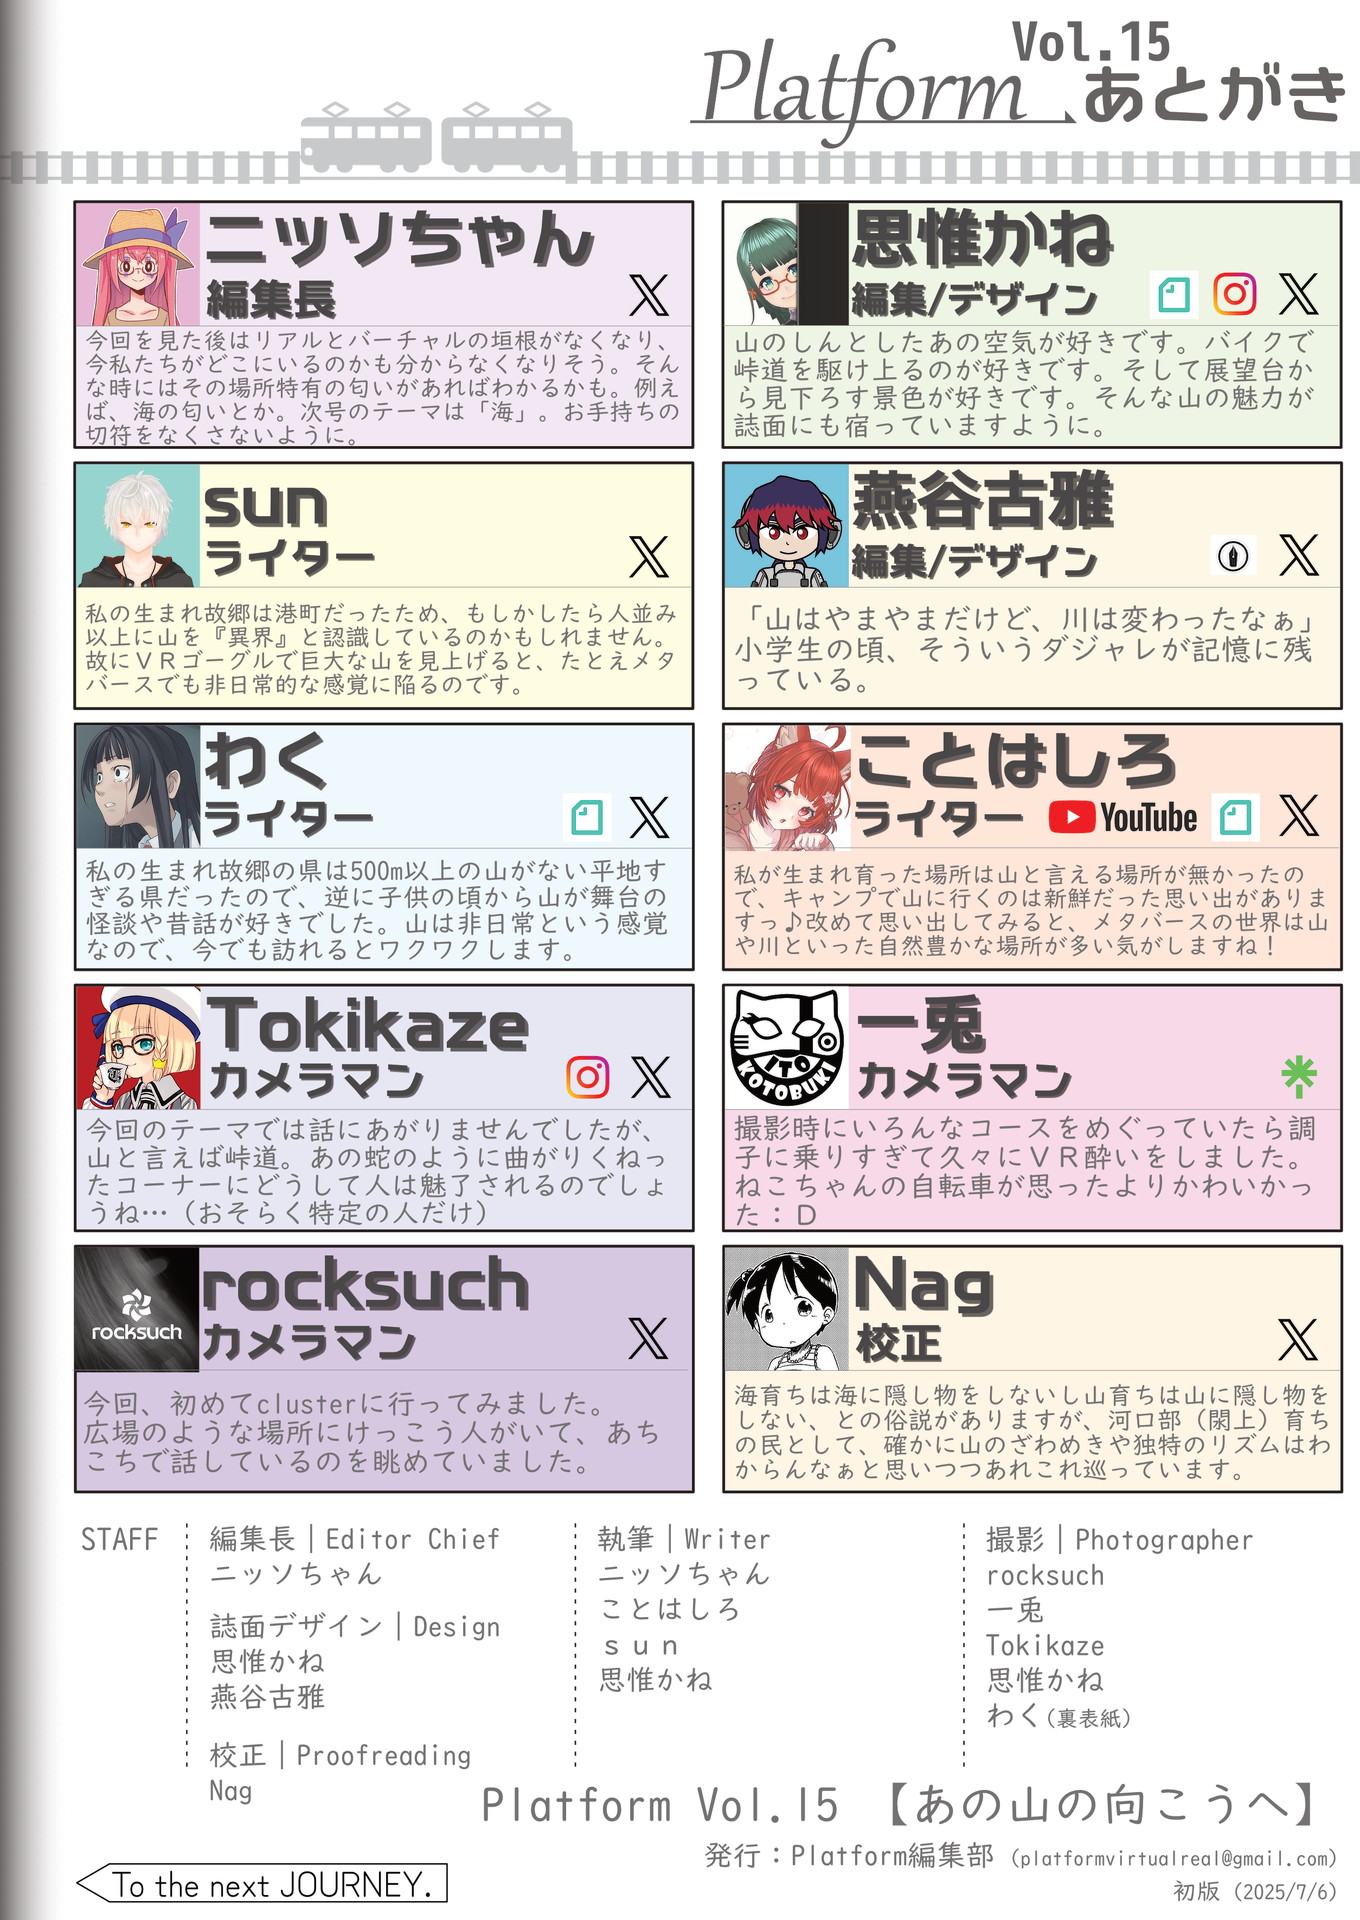 Vol.15
Platform あとがき
ニッソちゃん
編集長
今回を見た後はリアルとバーチャルの垣根がなくなり、
今私たちがどこにいるのかも分からなくなりそう。そん
な時にはその場所特有の匂いがあればわかるかも。例え
ば、海の匂いとか。次号のテーマは「海」。お手持ちの
切符をなくさないように。
思惟かね
編集/デザイン
山のしんとしたあの空気が好きです。バイクで
峠道を駆け上るのが好きです。そして展望台か
ら見下ろす景色が好きです。そんな山の魅力が
誌面にも宿っていますように。
sun
ライター
私の生まれ故郷は港町だったため、もしかしたら人並み
以上に山を『異界』と認識しているのかもしれません。
故にＶＲゴーグルで巨大な山を見上げると、たとえメタ
バースでも非日常的な感覚に陥るのです。
燕谷古雅
編集/デザイン
「山はやまやまだけど、川は変わったなぁ」
小学生の頃、そういうダジャレが記憶に残
っている。
わく
ライター
私の生まれ故郷の県は500m以上の山がない平地す
ぎる県だったので、逆に子供の頃から山が舞台の
怪談や昔話が好きでした。山は非日常という感覚
なので、今でも訪れるとワクワクします。
ことはしろ
ライター YouTube
私が生まれ育った場所は山と言える場所が無かったの
で、キャンプで山に行くのは新鮮だった思い出がありま
すっ♪改めて思い出してみると、メタバースの世界は山
や川といった自然豊かな場所が多い気がしますね！
Tokikaze
カメラマン
今回のテーマでは話にあがりませんでしたが、
山と言えば峠道。あの蛇のように曲がりくねっ
たコーナーにどうして人は魅了されるのでしょ
うね…（おそらく特定の人だけ）
ITO
KOTOBUKI
一兎
カメラマン
撮影時にいろんなコースをめぐっていたら調
子に乗りすぎて久々にＶＲ酔いをしました。
ねこちゃんの自転車が思ったよりかわいかっ
た：Ｄ
rocksuch
rocksuch
カメラマン
今回、初めてclusterに行ってみました。
広場のような場所にけっこう人がいて、あち
こちで話しているのを眺めていました。
Nag
校正
海育ちは海に隠し物をしないし山育ちは山に隠し物を
しない、との俗説がありますが、河口部（閖上）育ち
の民として、確かに山のざわめきや独特のリズムはわ
からんなぁと思いつつあれこれ巡っています。
STAFF
編集長｜Editor Chief
ニッソちゃん
誌面デザイン｜Design
思惟かね
燕谷古雅
校正｜Proofreading
Nag
執筆｜Writer
ニッソちゃん
ことはしろ
ｓｕｎ
思惟かね
撮影｜Photographer
rocksuch
一兎
Tokikaze
思惟かね
わく（裏表紙）
Platform Vol.15 【あの山の向こうへ】
発行：Platform編集部（platformvirtualreal@gmail.com）
初版（2025/7/6）
To the next JOURNEY.